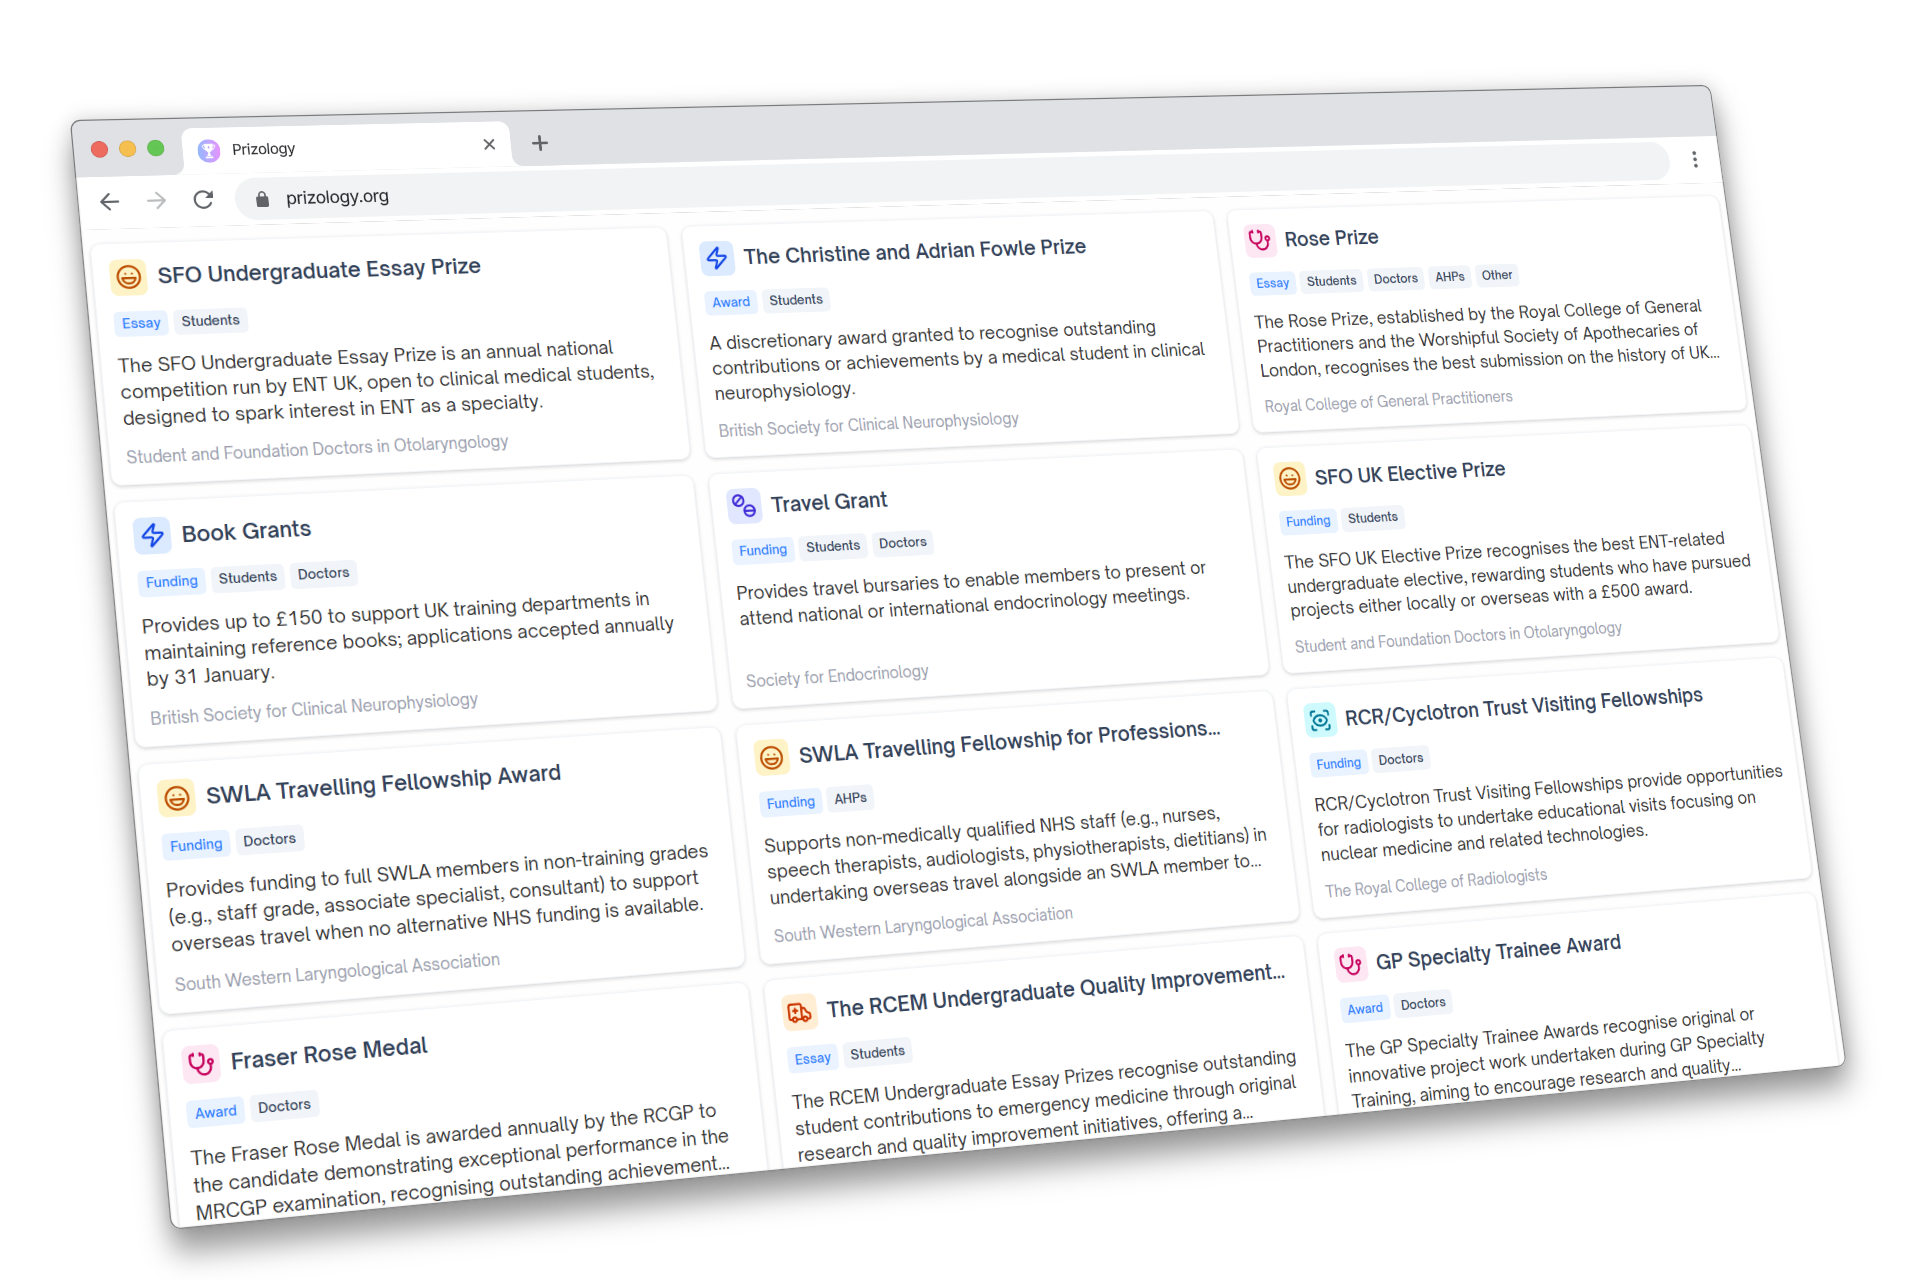 Prizology
prizology.org
SFO Undergraduate Essay Prize
Essay Students
The SFO Undergraduate Essay Prize is an annual national
competition run by ENT UK, open to clinical medical students,
designed to spark interest in ENT as a specialty.
Student and Foundation Doctors in Otolaryngology
The Christine and Adrian Fowle Prize
Award Students
A discretionary award granted to recognise outstanding
contributions or achievements by a medical student in clinical
neurophysiology.
British Society for Clinical Neurophysiology
Rose Prize
Essay Students Doctors AHPs Other
The Rose Prize, established by the Royal College of General
Practitioners and the Worshipful Society of Apothecaries of
London, recognises the best submission on the history of UK...
Royal College of General Practitioners
Book Grants
Funding Students Doctors
Provides up to £150 to support UK training departments in
maintaining reference books; applications accepted annually
by 31 January.
British Society for Clinical Neurophysiology
Travel Grant
Funding Students Doctors
Provides travel bursaries to enable members to present or
attend national or international endocrinology meetings.
Society for Endocrinology
SFO UK Elective Prize
Funding Students
The SFO UK Elective Prize recognises the best ENT-related
undergraduate elective, rewarding students who have pursued
projects either locally or overseas with a £500 award.
Student and Foundation Doctors in Otolaryngology
SWLA Travelling Fellowship Award
Funding Doctors
Provides funding to full SWLA members in non-training grades
(e.g., staff grade, associate specialist, consultant) to support
overseas travel when no alternative NHS funding is available.
South Western Laryngological Association
SWLA Travelling Fellowship for Professions...
Funding AHPs
Supports non-medically qualified NHS staff (e.g., nurses,
speech therapists, audiologists, physiotherapists, dietitians) in
undertaking overseas travel alongside an SWLA member to...
South Western Laryngological Association
RCR/Cyclotron Trust Visiting Fellowships
Funding Doctors
RCR/Cyclotron Trust Visiting Fellowships provide opportunities
for radiologists to undertake educational visits focusing on
nuclear medicine and related technologies.
The Royal College of Radiologists
Fraser Rose Medal
Award Doctors
The Fraser Rose Medal is awarded annually by the RCGP to
the candidate demonstrating exceptional performance in the
MRCGP examination, recognising outstanding achievement...
The RCEM Undergraduate Quality Improvement...
Essay Students
The RCEM Undergraduate Essay Prizes recognise outstanding
student contributions to emergency medicine through original
research and quality improvement initiatives, offering a...
GP Specialty Trainee Award
Award Doctors
The GP Specialty Trainee Awards recognise original or
innovative project work undertaken during GP Specialty
Training, aiming to encourage research and quality...